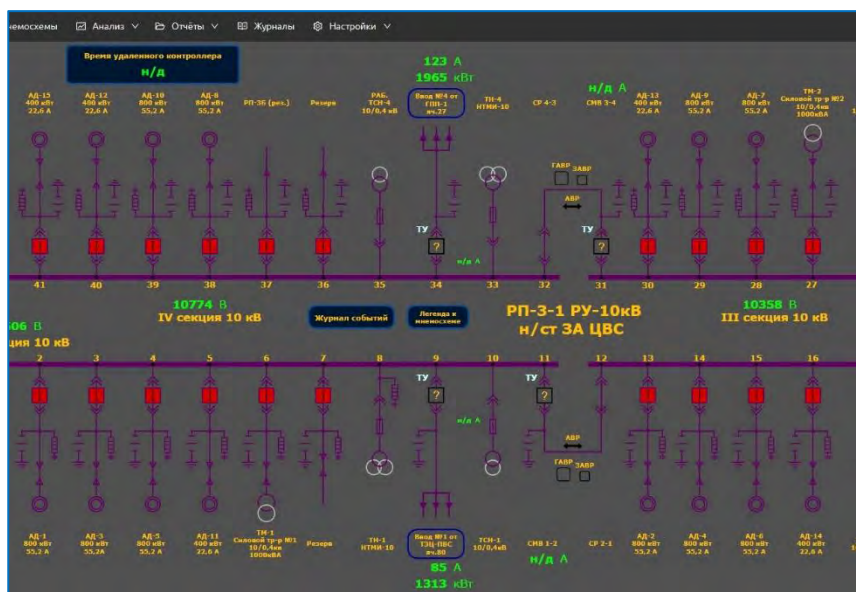 немосхемы Анализ Отчёты Журналы Настройки
Время удаленного контроллера
н/д
123 А
1965 кВт
н/д А
АД-15
400 кВт
22,6 А
АД-12
400 кВт
22,6 А
АД-10
800 кВт
55,2 А
АД-8
800 кВт
55,2 А
РП-3Б (рез.)
Резерв
РАБ.
ТСН-4
10/0,4 кВ
Ввод №4 от
ГПП-1
яч.27
ТН-4
НТМИ-10
СР 4-3
СМВ 3-4
АД-13
400 кВт
22,6 А
АД-9
800 кВт
55,2 А
АД-7
800 кВт
55,2 А
ТМ-2
Силовой тр-р №2
10/0,4кв
1000кВА
ГАВР ЗАВР
АВР
ТУ ? ТУ ?
н/д А
41 40 39 38 37 36 35 34 33 32 31 30 29 28 27
10774 В
IV секция 10 кВ
Журнал событий
Легенда к
мнемосхеме
РП-3-1 РУ-10кВ
н/ст 3А ЦВС
10358 В
III секция 10 кВ
506 В
ция 10 кВ
2 3 4 5 6 7 8 9 10 11 12 13 14 15 16
ТУ ? ТУ ?
н/д А
АВР
ГАВР ЗАВР
АД-1
800 кВт
55,2 А
АД-3
800 кВт
55,2А
АД-5
800 кВт
55,2 А
АД-11
400 кВт
22,6 А
ТМ-1
Силовой тр-р №1
10/0,4кв
1000кВА
Резерв
ТН-1
НТМИ-10
Ввод №1 от
ТЭЦ-ПВС
яч.80
ТСН-1
10/0,4кВ
СМВ 1-2
СР 2-1
АД-2
800 кВт
55,2 А
АД-4
800 кВт
55,2 А
АД-6
800 кВт
55,2 А
АД-14
400 кВт
22,6 А
85 А
1313 кВт
н/д А